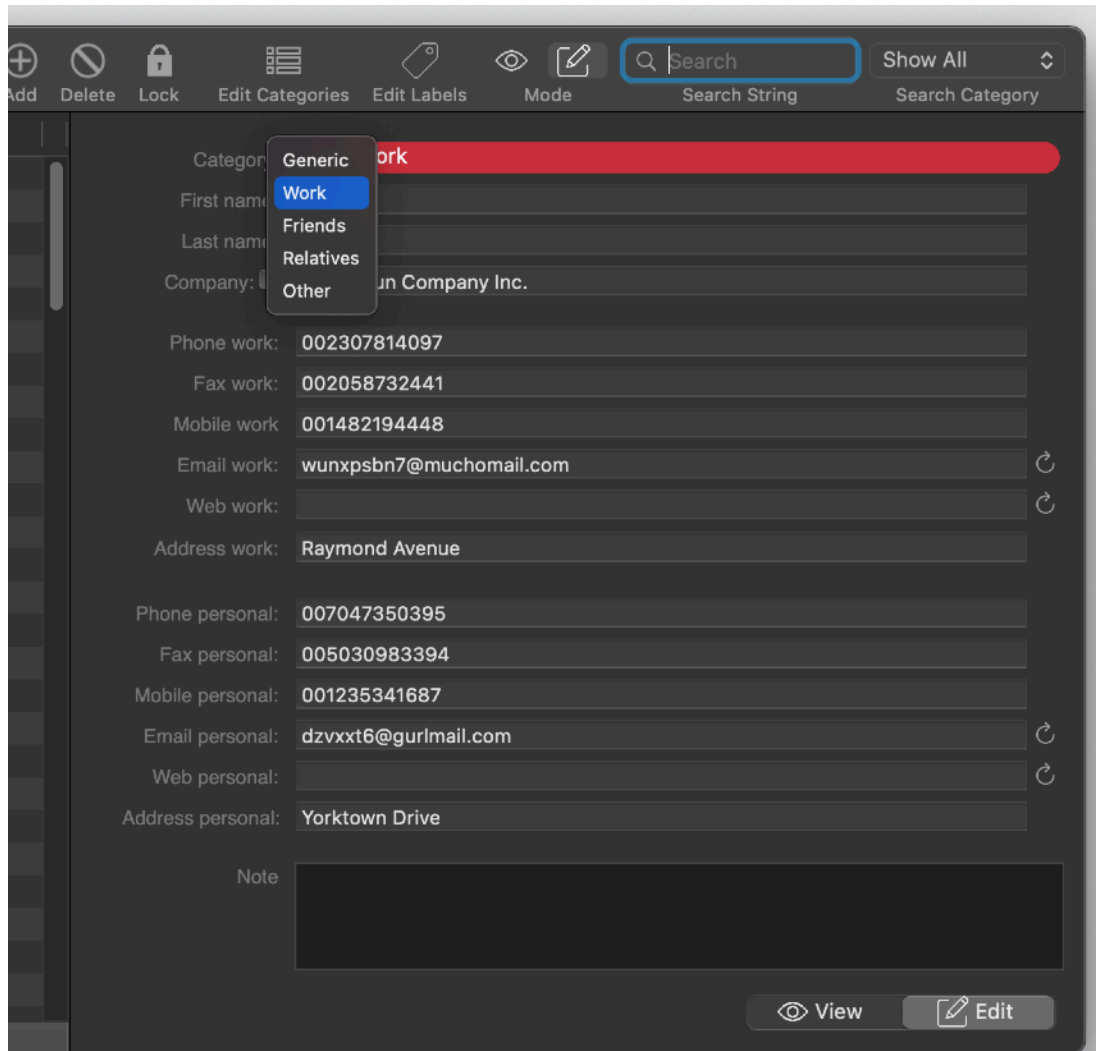 Add Delete Lock Edit Categories Edit Labels Mode Search Search String Show All Search Category
Generic
Work
Friends
Relatives
Other
Company: Company Inc.
Phone work: 002307814097
Fax work: 002058732441
Mobile work 001482194448
Email work: wunxpsbn7@muchomail.com
Web work:
Address work: Raymond Avenue
Phone personal: 007047350395
Fax personal: 005030983394
Mobile personal: 001235341687
Email personal: dzvxxt6@gurlmail.com
Web personal:
Address personal: Yorktown Drive
Note
View Edit